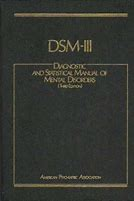 DSM-III
DIAGNOSTIC
AND STATISTICAL MANUAL OF
MENTAL DISORDERS
(THIRD EDITION)
AMERICAN PSYCHIATRIC ASSOCIATION